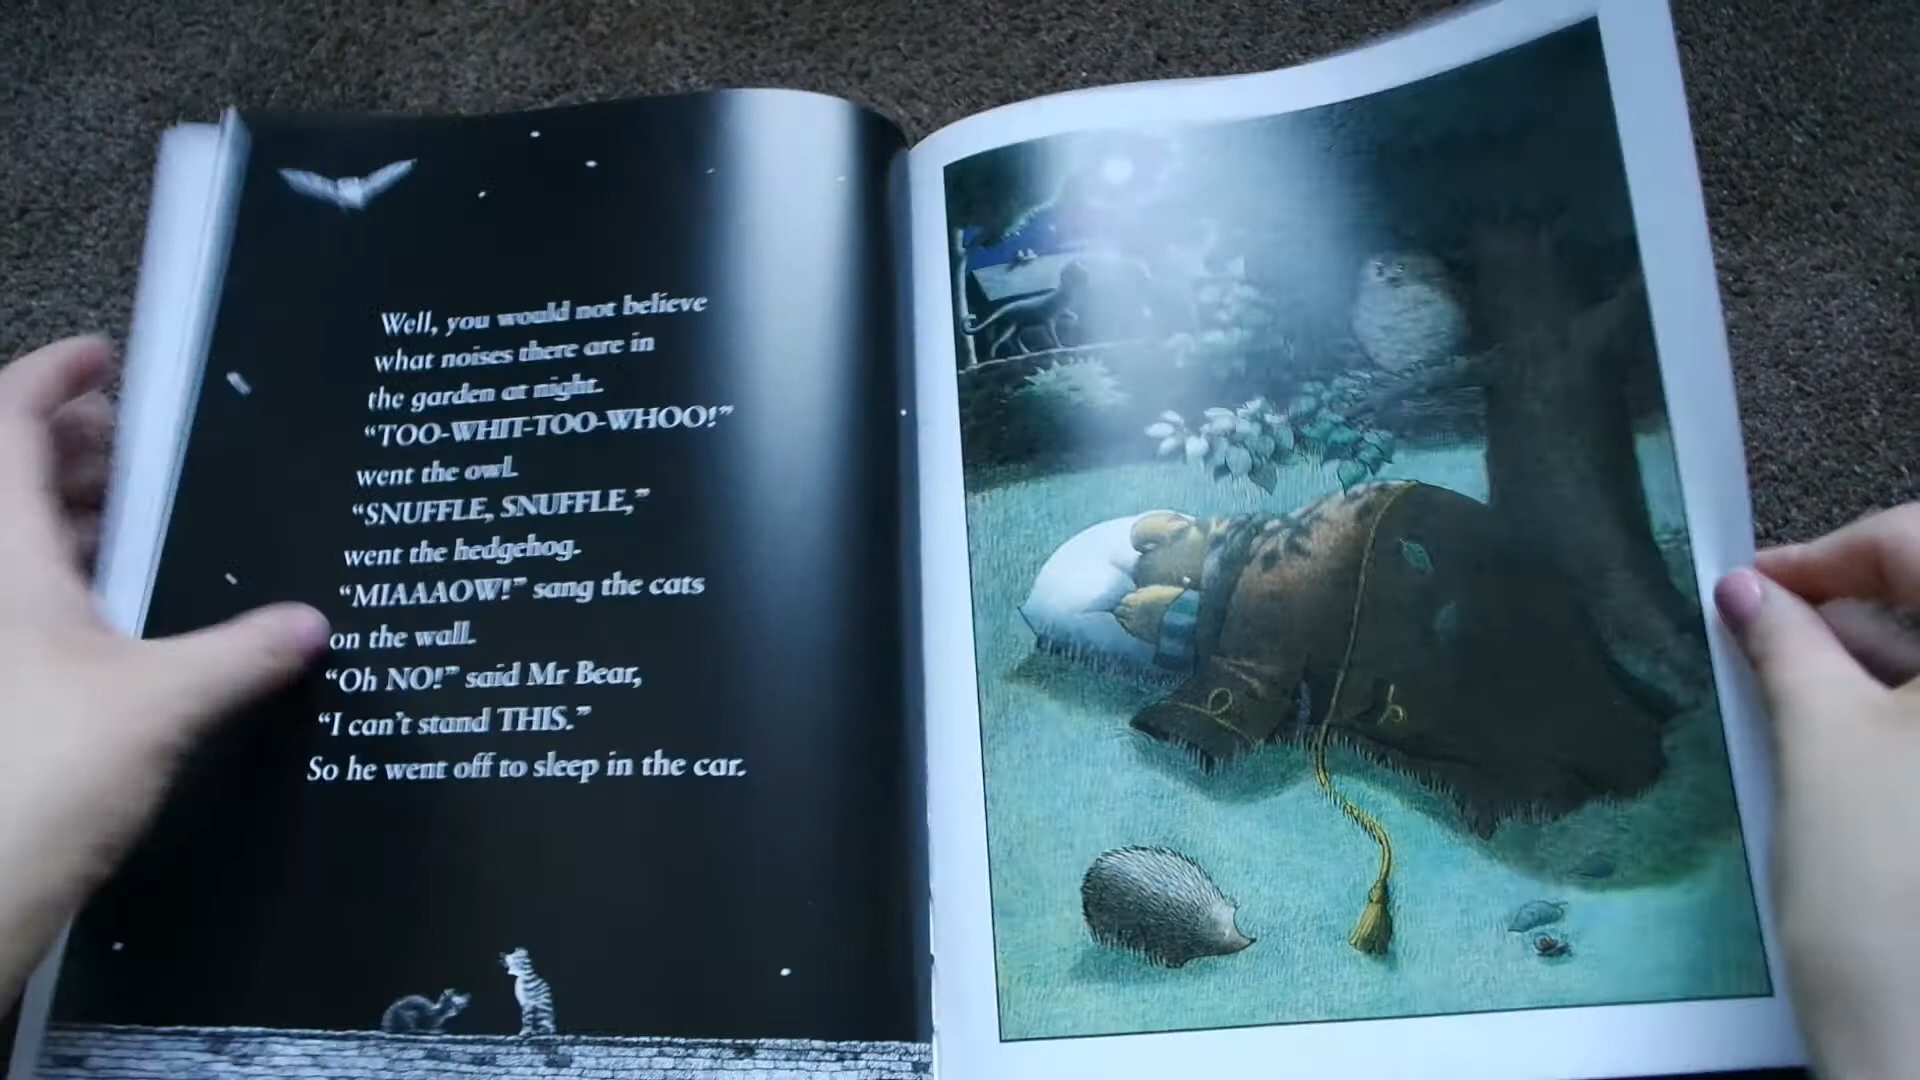 Well, you would not believe
what noises there are in
the garden at night.
“TOO-WHIT-TOO-WHOO!”
went the owl.
“SNUFFLE, SNUFFLE,”
went the hedgehog.
“MIAAAOW!” sang the cats
on the wall.
“Oh NO!” said Mr Bear,
“I can’t stand THIS.”
So he went off to sleep in the car.